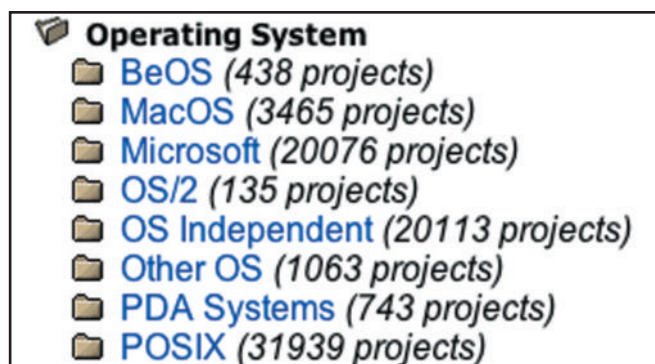 Operating System
BeOS (438 projects)
MacOS (3465 projects)
Microsoft (20076 projects)
OS/2 (135 projects)
OS Independent (20113 projects)
Other OS (1063 projects)
PDA Systems (743 projects)
POSIX (31939 projects)